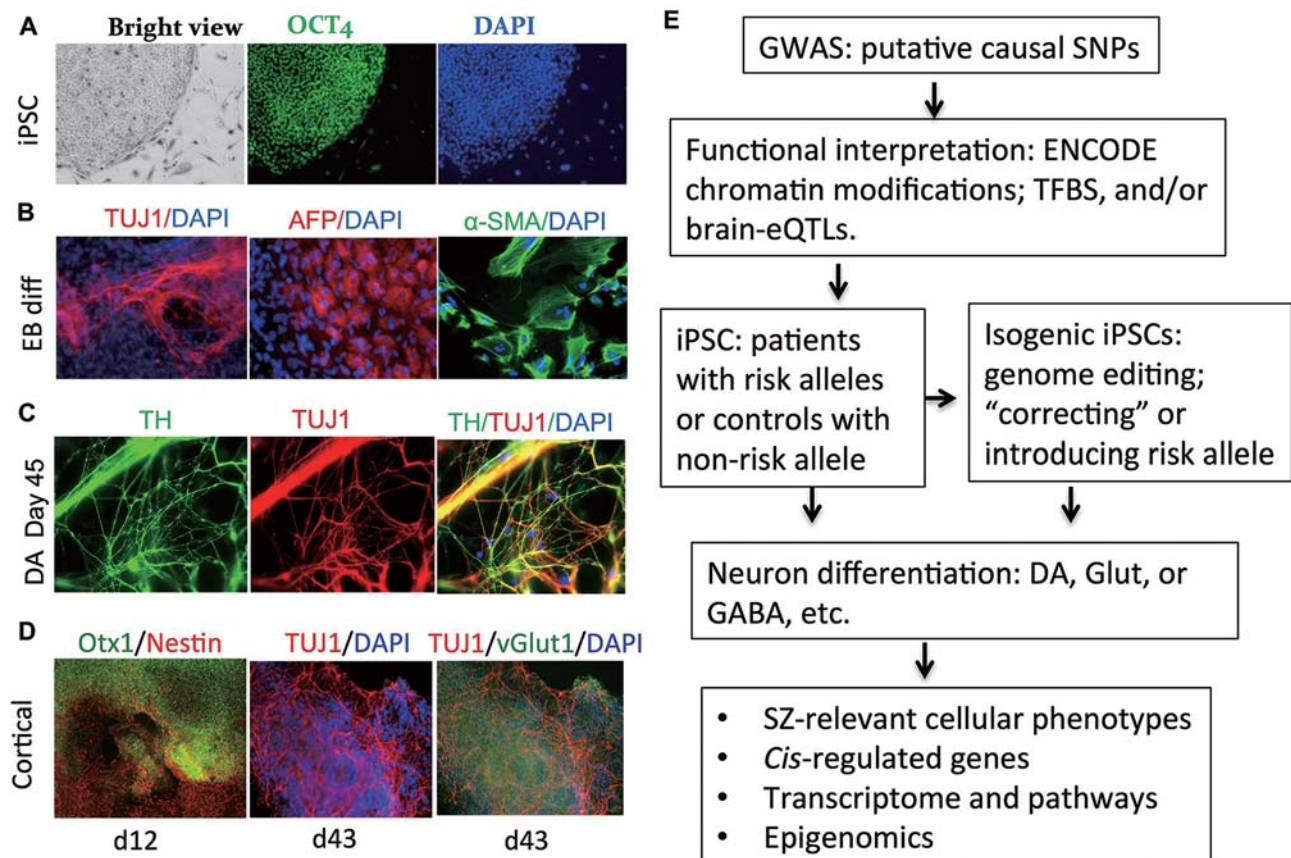 A
Bright view OCT4 DAPI
iPSC
B
TUJ1/DAPI AFP/DAPI α-SMA/DAPI
EB diff
C
TH TUJ1 TH/TUJ1/DAPI
DA Day 45
D
Otx1/Nestin TUJ1/DAPI TUJ1/vGlut1/DAPI
Cortical
d12 d43 d43
E
GWAS: putative causal SNPs
Functional interpretation: ENCODE
chromatin modifications; TFBS, and/or
brain-eQTLs.
iPSC: patients
with risk alleles
or controls with
non-risk allele
Isogenic iPSCs:
genome editing;
“correcting” or
introducing risk allele
Neuron differentiation: DA, Glut, or
GABA, etc.
• SZ-relevant cellular phenotypes
• Cis-regulated genes
• Transcriptome and pathways
• Epigenomics